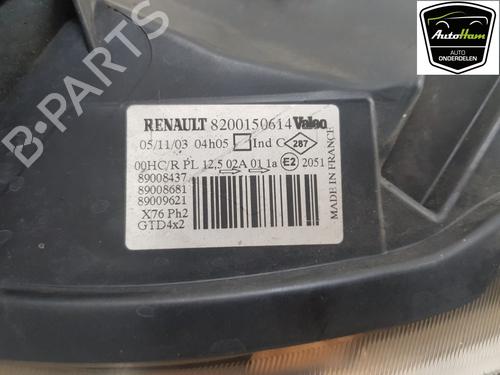 AutoHam
AUTO
ONDERDELEN
RENAULT 8200150614 Valeo
05/11/03 04h05 Ind C 287
00HC/R PL 12,5 02A 01 1a E2 2051
89008437
89008681
89009621
X76 Ph2
GTD4x2
MADE IN FRANCE
B-PARTS